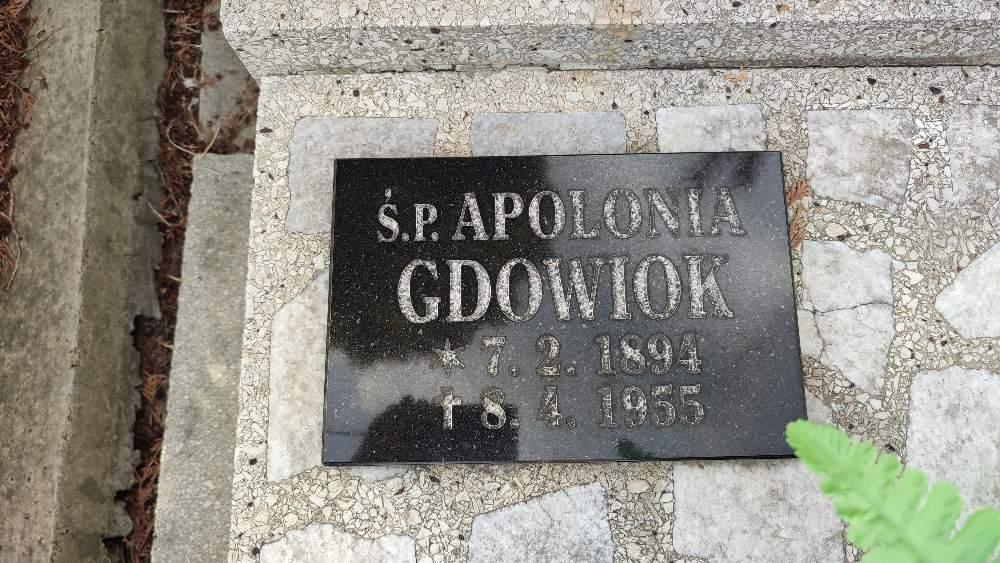 Ś.P. APOLONIA
GDOWIOK
* 7. 2. 1894
✝ 8. 4. 1955